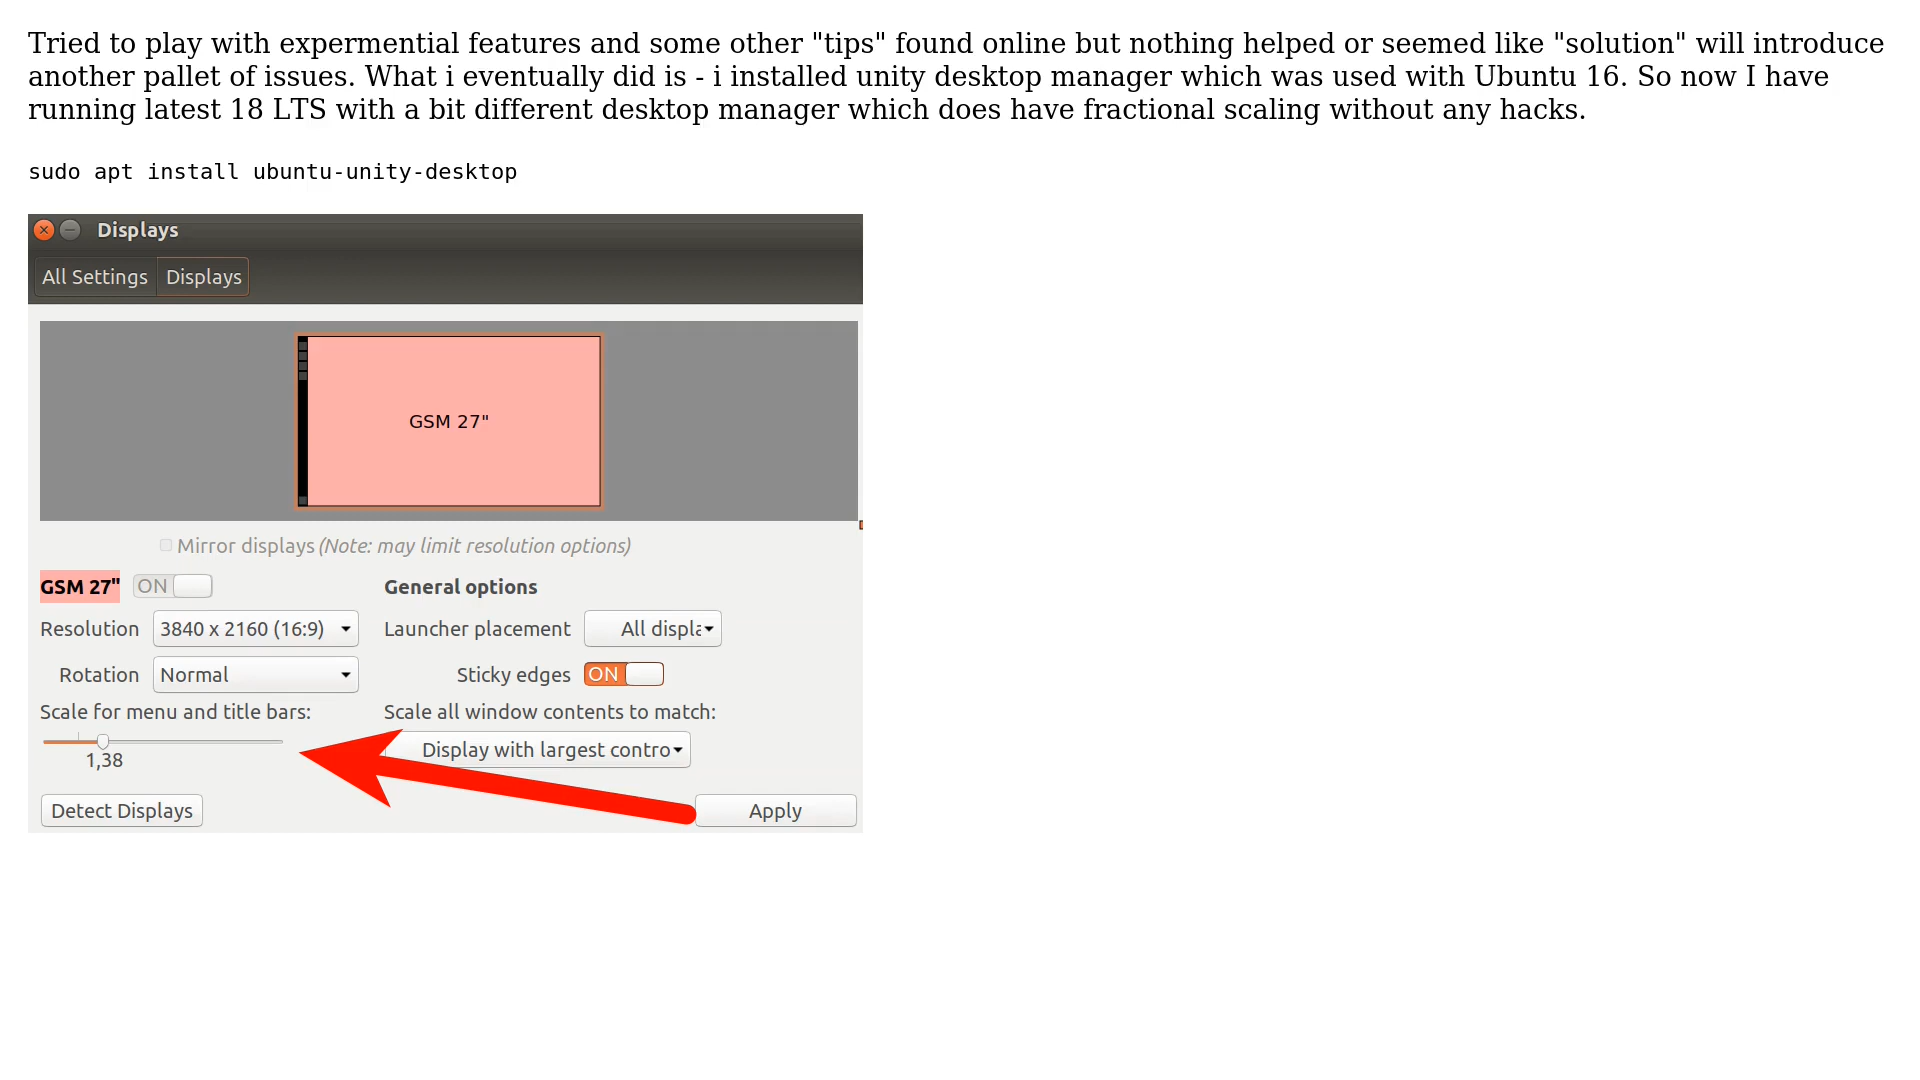 Tried to play with expermential features and some other "tips" found online but nothing helped or seemed like "solution" will introduce
another pallet of issues. What i eventually did is - i installed unity desktop manager which was used with Ubuntu 16. So now I have
running latest 18 LTS with a bit different desktop manager which does have fractional scaling without any hacks.
sudo apt install ubuntu-unity-desktop
Displays
All Settings Displays
GSM 27"
Mirror displays (Note: may limit resolution options)
GSM 27" ON General options
Resolution 3840 x 2160 (16:9) Launcher placement All displa
Rotation Normal Sticky edges ON
Scale for menu and title bars: Scale all window contents to match:
1,38 Display with largest contro
Detect Displays Apply